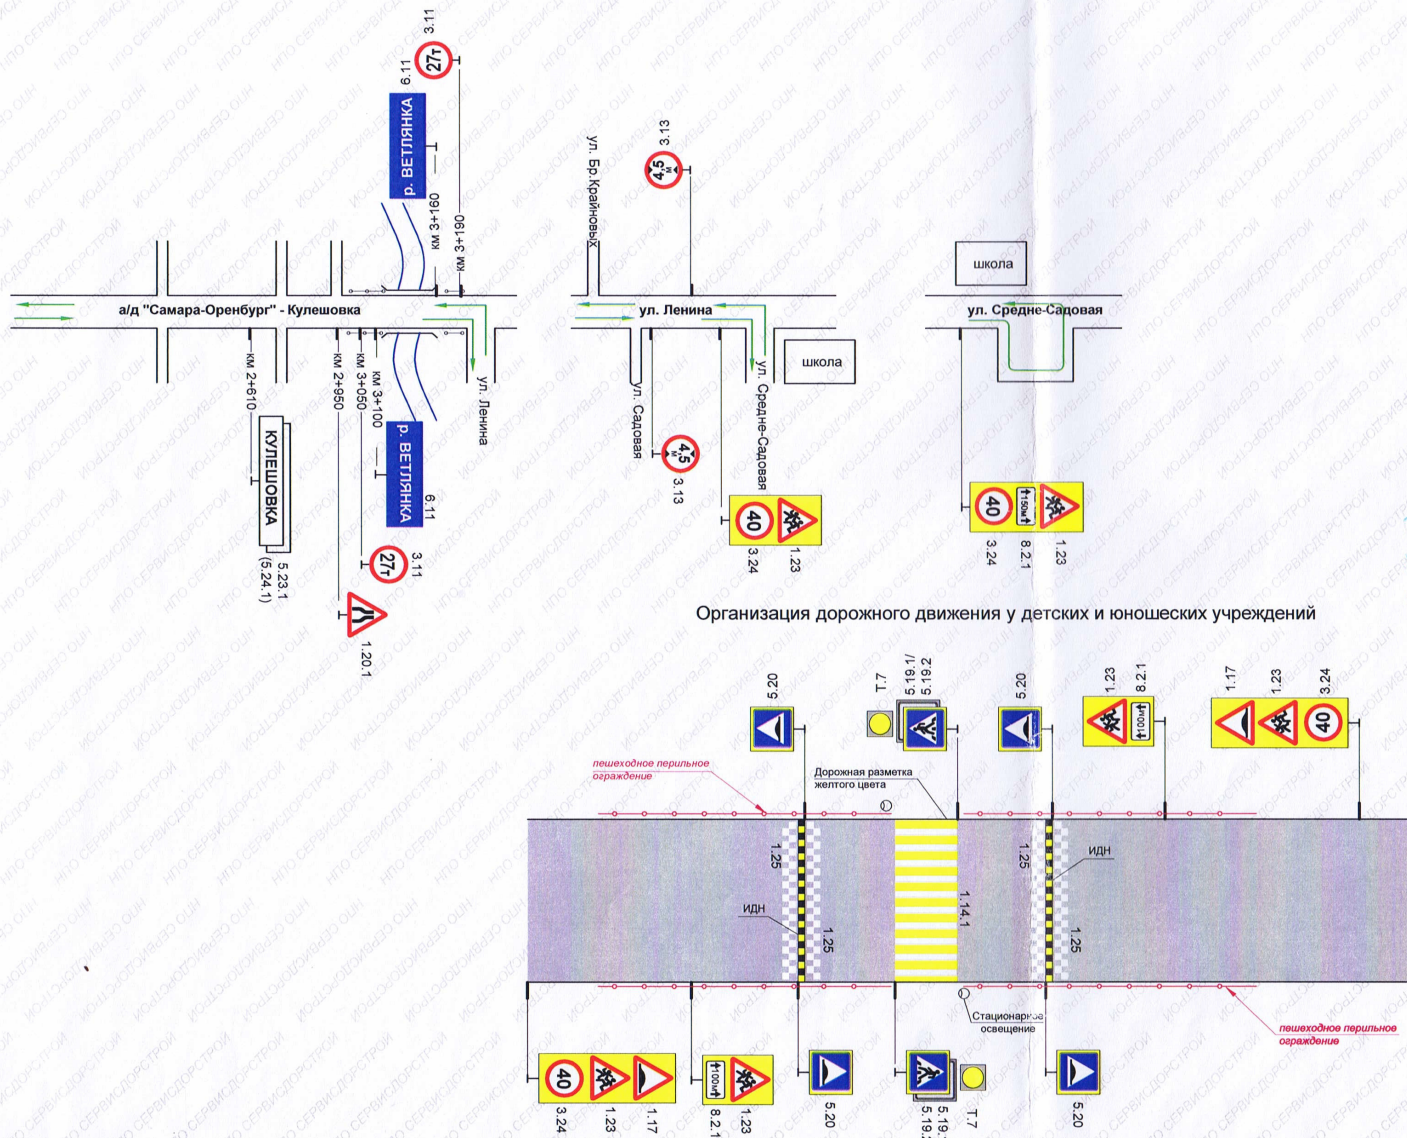 3.11
27т
6.11
р. ВЕТЛЯНКА
км 3+160
км 3+190
а/д "Самара-Оренбург" - Кулешовка
км 2+610
км 2+950
км 3+050
км 3+100
ул. Ленина
КУЛЕШОВКА
5.23.1
(5.24.1)
р. ВЕТЛЯНКА
6.11
27т
3.11
1.20.1
ул. Бр.Крайновых
3.13
4,5
м
ул. Ленина
школа
ул. Садовая
ул. Средне-Садовая
4,5
м
3.13
40
3.24
1.23
школа
ул. Средне-Садовая
40
150м
3.24
8.2.1
1.23
Организация дорожного движения у детских и юношеских учреждений
5.20
Т.7
5.19.1/
5.19.2
5.20
1.23
8.2.1
100м
1.17
1.23
3.24
40
пешеходное перильное
ограждение
Дорожная разметка
желтого цвета
1.25
ИДН
1.25
1.14.1
1.25
ИДН
1.25
Стационарное
освещение
пешеходное перильное
ограждение
40
3.24
1.23
1.17
100м
8.2.1
1.23
5.20
Т.7
5.20
НПО СЕРВИСДОРСТРОЙ